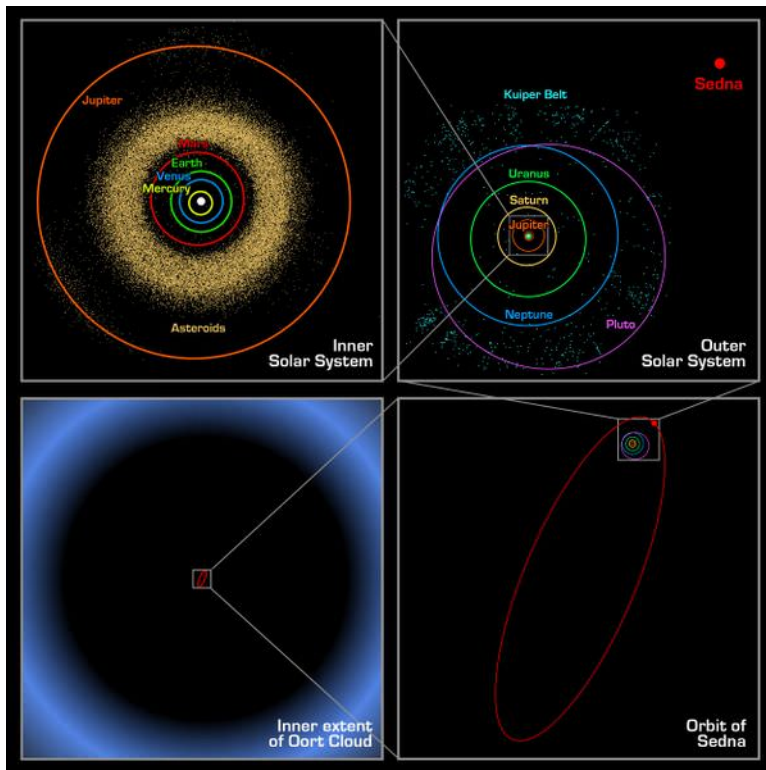 Jupiter
Mars
Earth
Venus
Mercury
Asteroids
Inner
Solar System
Sedna
Kuiper Belt
Uranus
Saturn
Jupiter
Neptune
Pluto
Outer
Solar System
Inner extent
of Oort Cloud
Orbit of
Sedna